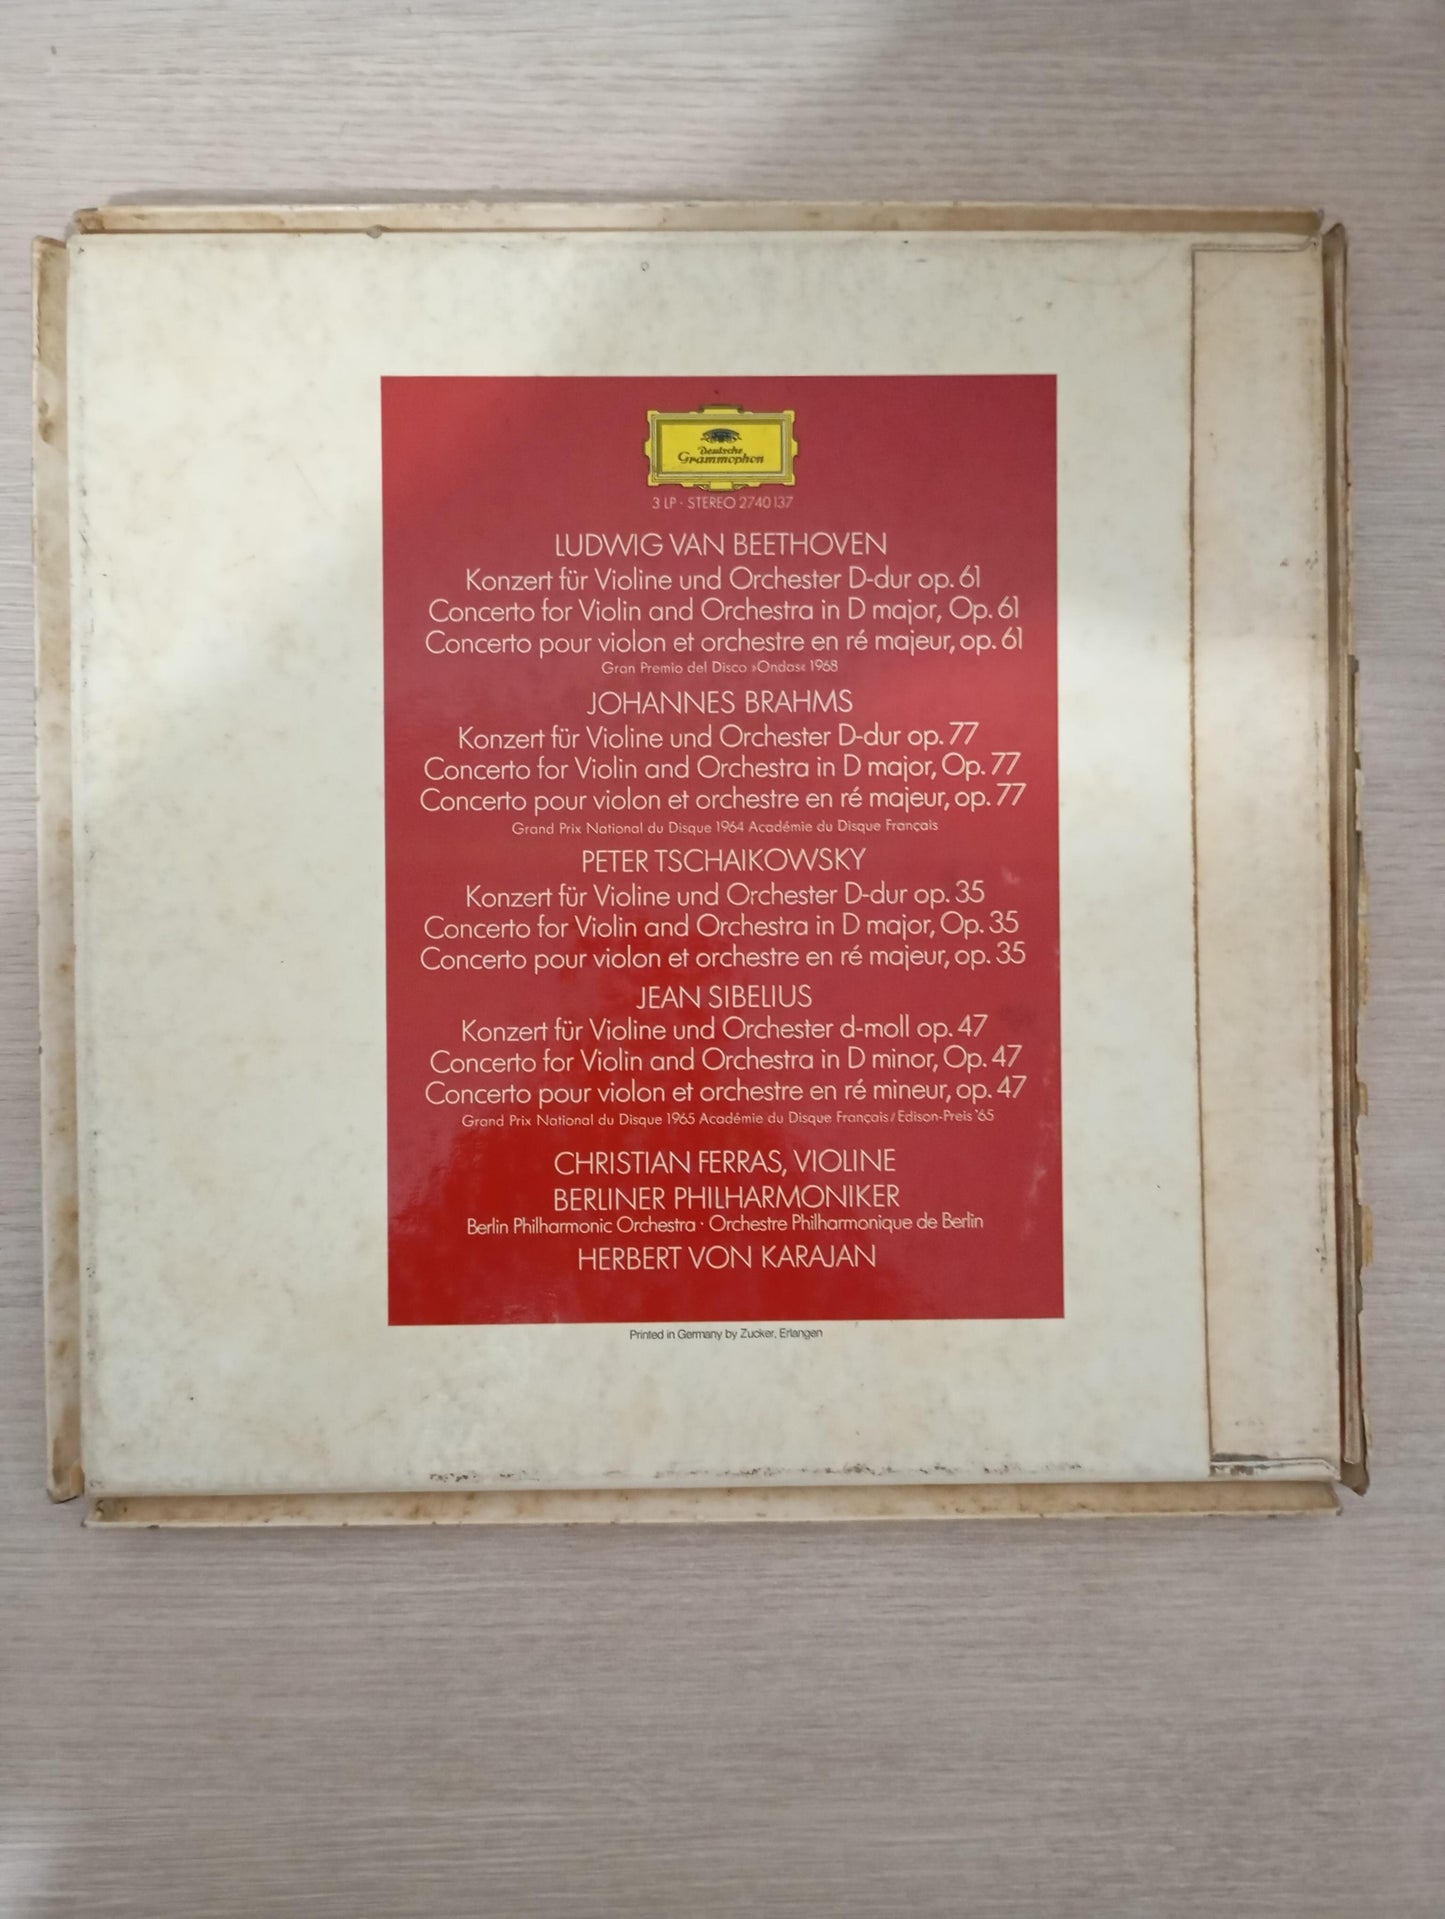 Deutsche
Grammophon
3 LP · STEREO 2740 137
LUDWIG VAN BEETHOVEN
Konzert für Violine und Orchester D-dur op. 61
Concerto for Violin and Orchestra in D major, Op. 61
Concerto pour violon et orchestre en ré majeur, op. 61
Gran Premio del Disco »Ondas« 1968
JOHANNES BRAHMS
Konzert für Violine und Orchester D-dur op. 77
Concerto for Violin and Orchestra in D major, Op. 77
Concerto pour violon et orchestre en ré majeur, op. 77
Grand Prix National du Disque 1964 Académie du Disque Français
PETER TSCHAIKOWSKY
Konzert für Violine und Orchester D-dur op. 35
Concerto for Violin and Orchestra in D major, Op. 35
Concerto pour violon et orchestre en ré majeur, op. 35
JEAN SIBELIUS
Konzert für Violine und Orchester d-moll op. 47
Concerto for Violin and Orchestra in D minor, Op. 47
Concerto pour violon et orchestre en ré mineur, op. 47
Grand Prix National du Disque 1965 Académie du Disque Français/Edison-Preis '65
CHRISTIAN FERRAS, VIOLINE
BERLINER PHILHARMONIKER
Berlin Philharmonic Orchestra · Orchestre Philharmonique de Berlin
HERBERT VON KARAJAN
Printed in Germany by Zucker, Erlangen